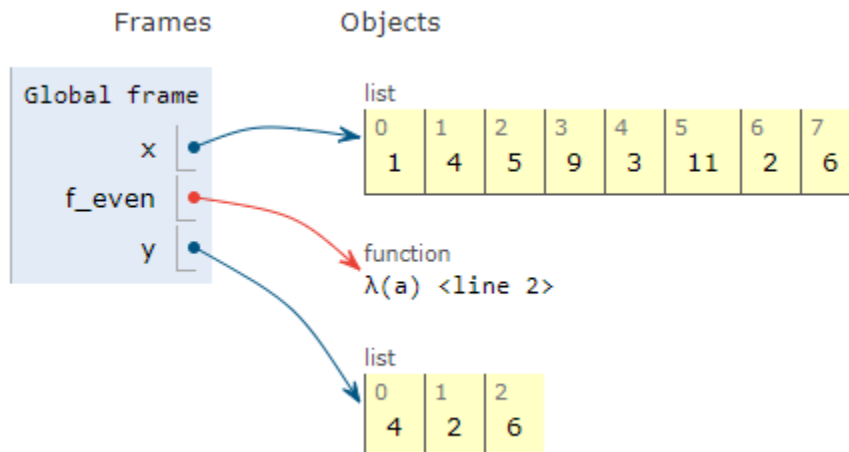 Frames Objects
Global frame
x
f_even
y
list
0 1 2 3 4 5 6 7
1 4 5 9 3 11 2 6
function
λ(a) <line 2>
list
0 1 2
4 2 6